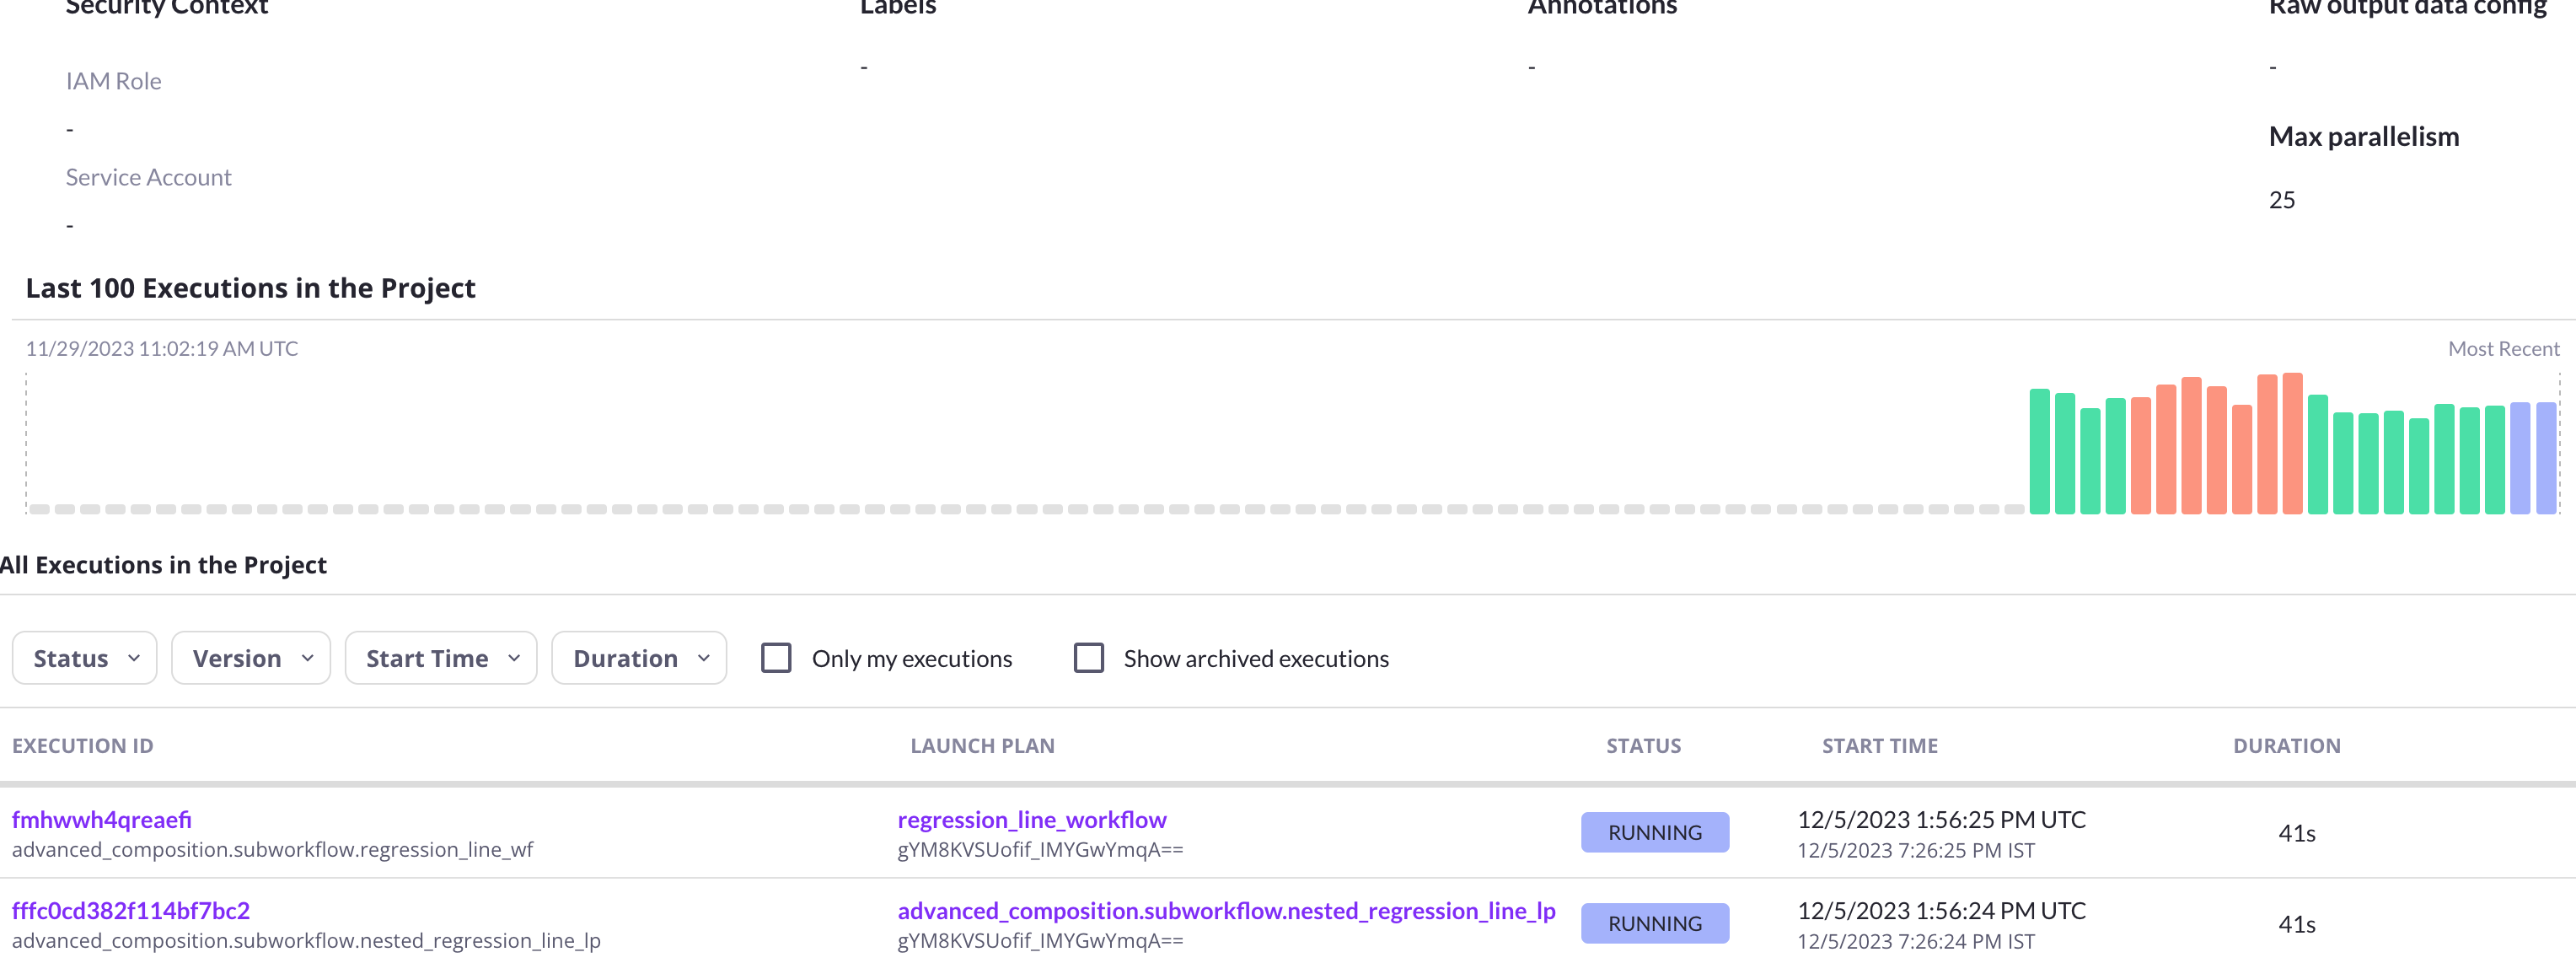 Security Context
Labels
Annotations
Raw output data config
IAM Role
-
-
-
-
Max parallelism
Service Account
25
-
Last 100 Executions in the Project
11/29/2023 11:02:19 AM UTC
Most Recent
All Executions in the Project
Status
Version
Start Time
Duration
Only my executions
Show archived executions
EXECUTION ID
LAUNCH PLAN
STATUS
START TIME
DURATION
fmhwwh4qreaefi
advanced_composition.subworkflow.regression_line_wf
regression_line_workflow
gYM8KVSUofif_IMYGwYmqA==
RUNNING
12/5/2023 1:56:25 PM UTC
12/5/2023 7:26:25 PM IST
41s
fffc0cd382f114bf7bc2
advanced_composition.subworkflow.nested_regression_line_lp
advanced_composition.subworkflow.nested_regression_line_lp
gYM8KVSUofif_IMYGwYmqA==
RUNNING
12/5/2023 1:56:24 PM UTC
12/5/2023 7:26:24 PM IST
41s